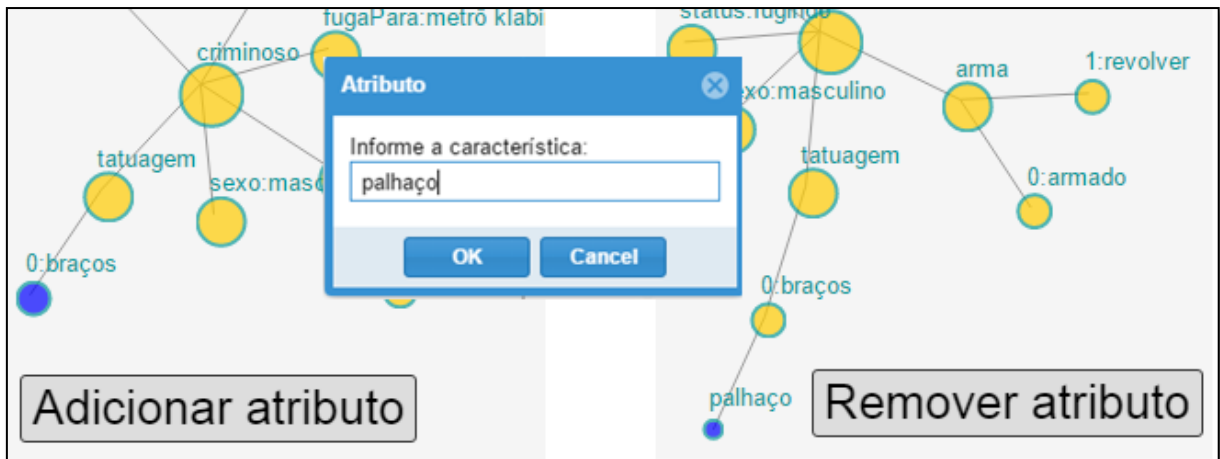 fugaPara:metrô klabi
criminoso
Atributo
Informe a característica:
palhaço
tatuagem
sexo:masc
OK
Cancel
0:braços
Adicionar atributo
status:fugindo
arma
1:revolver
exo:masculino
tatuagem
0:armado
0:braços
palhaço
Remover atributo